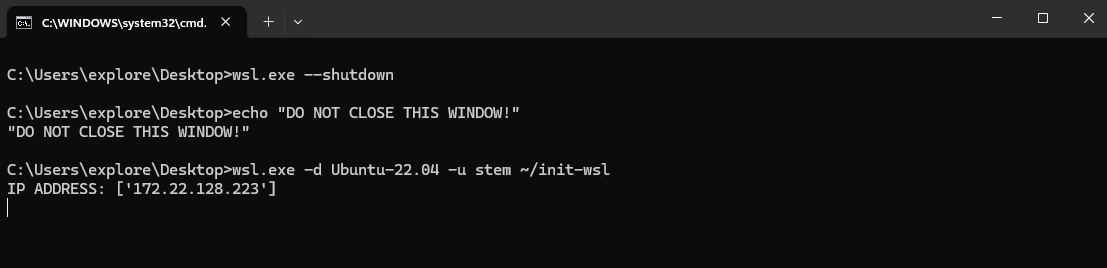 C:\WINDOWS\system32\cmd.
C:\Users\explore\Desktop>wsl.exe --shutdown
C:\Users\explore\Desktop>echo "DO NOT CLOSE THIS WINDOW!"
"DO NOT CLOSE THIS WINDOW!"
C:\Users\explore\Desktop>wsl.exe -d Ubuntu-22.04 -u stem ~/init-wsl
IP ADDRESS: ['172.22.128.223']